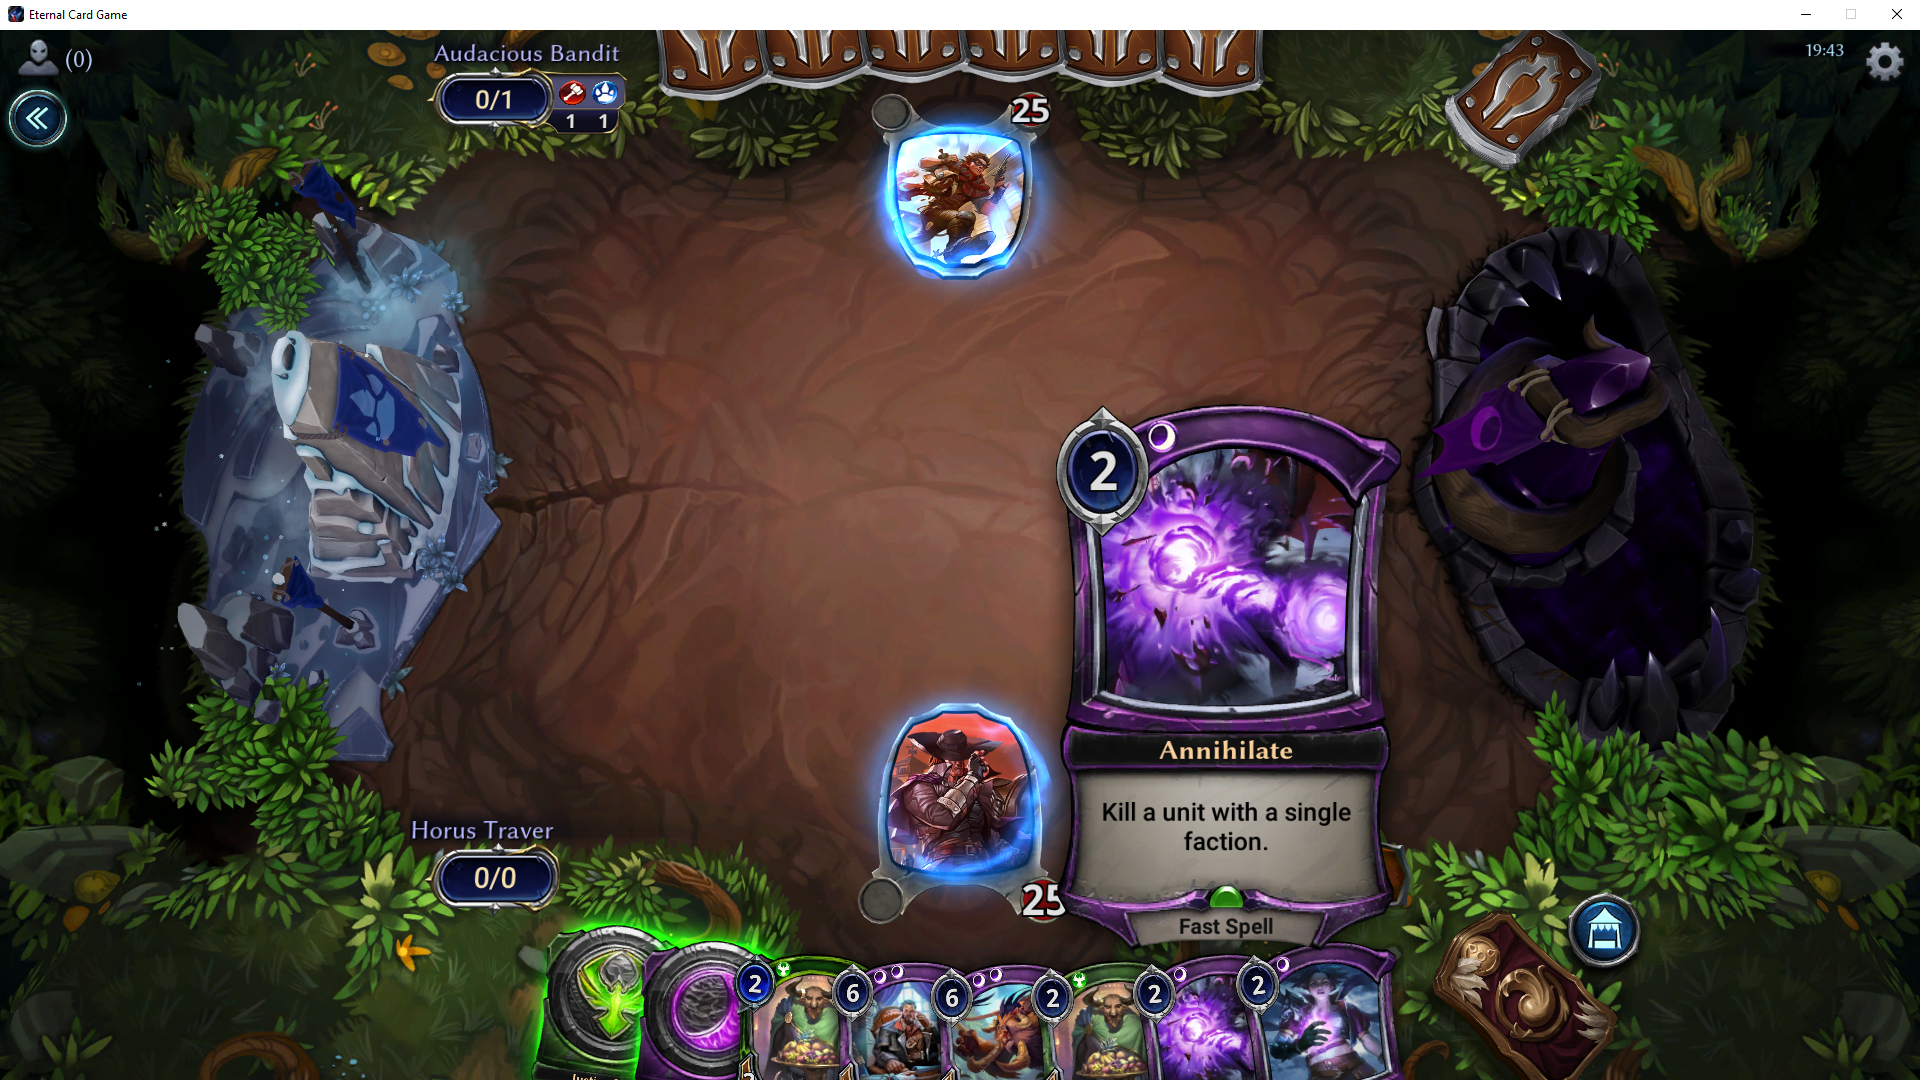 Eternal Card Game
(0)
Audacious Bandit
0/1
1 1
25
19:43
2
Annihilate
Kill a unit with a single
faction.
Fast Spell
Horus Traver
0/0
25
2
6
6
2
2
2